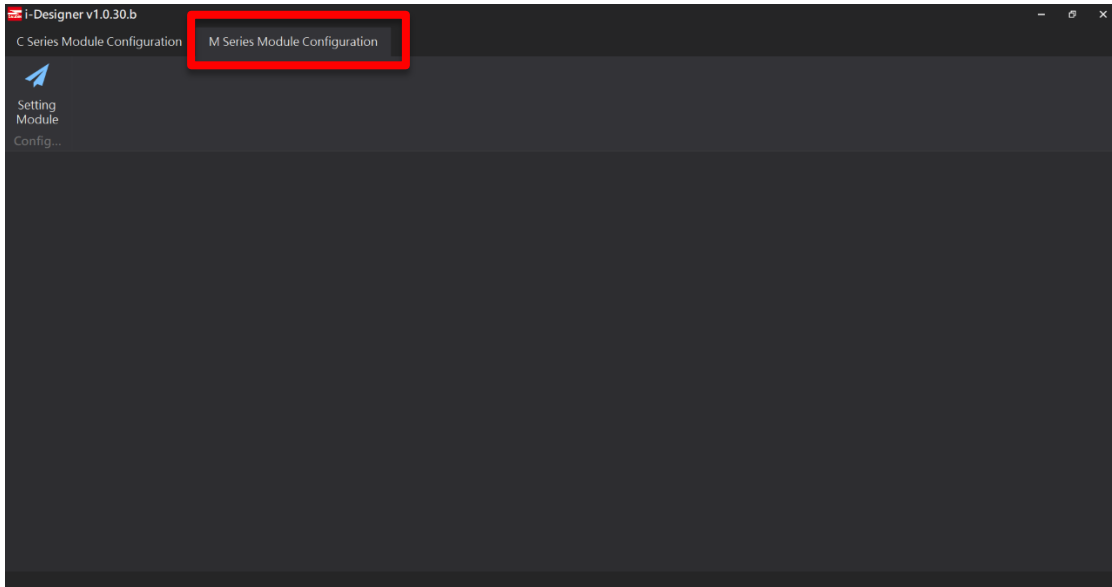 i-Designer v1.0.30.b
C Series Module Configuration
M Series Module Configuration
Setting
Module
Config...